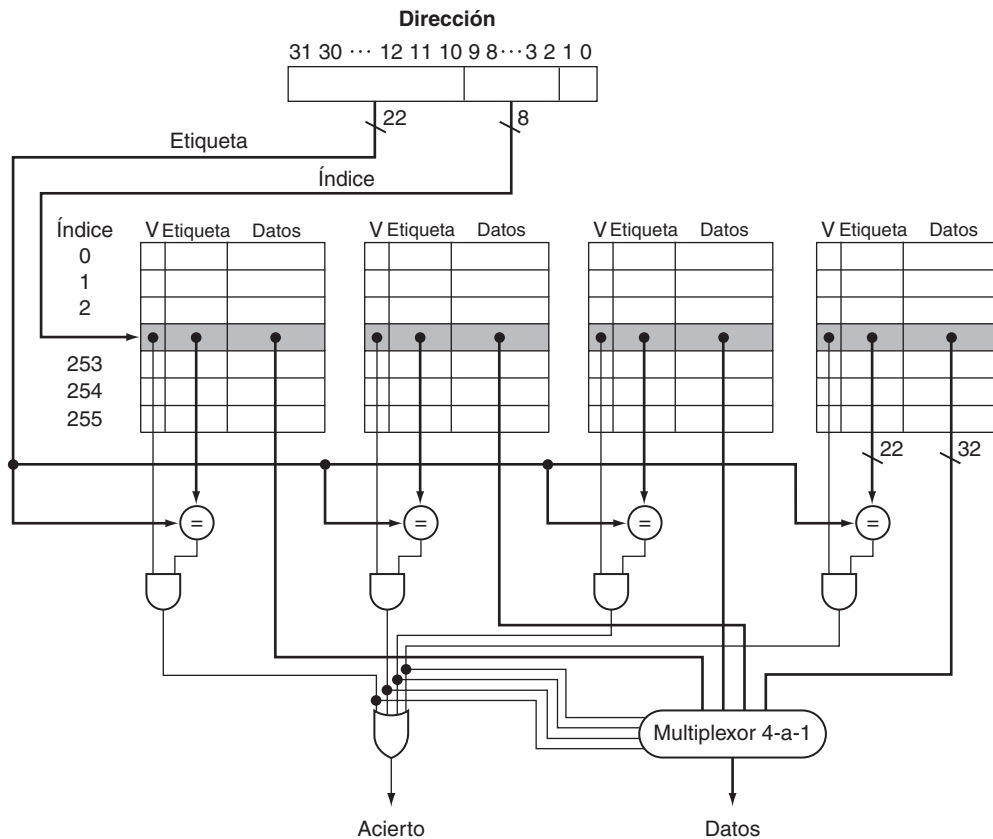 Dirección
31 30 ··· 12 11 10 9 8 ··· 3 2 1 0
22
8
Etiqueta
Índice
Índice
V Etiqueta Datos
V Etiqueta Datos
V Etiqueta Datos
V Etiqueta Datos
0
1
2
253
254
255
22
32
=
=
=
=
Multiplexor 4-a-1
Acierto
Datos